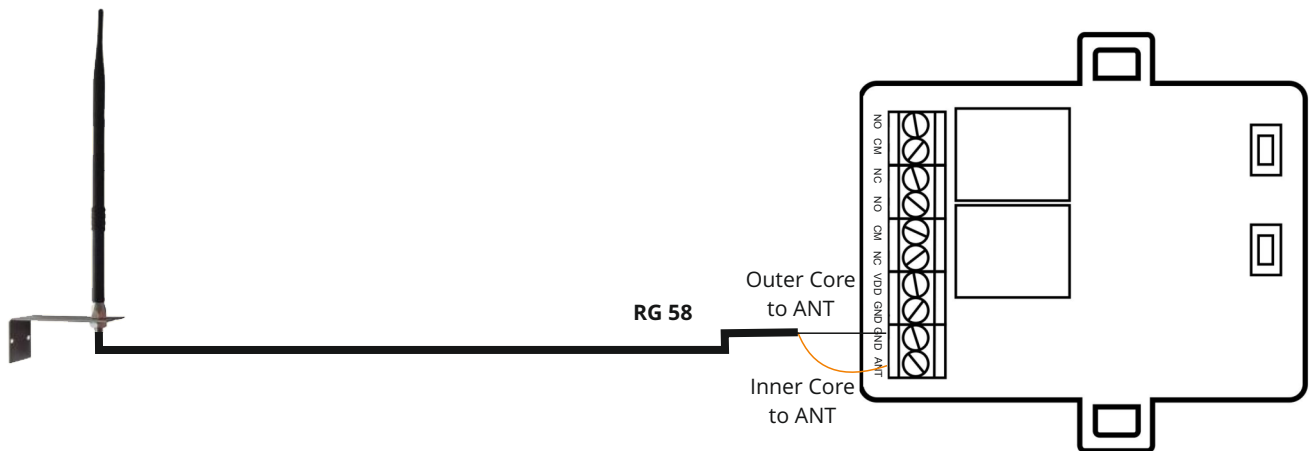 NO
CM
NC
NO
CM
NC
VDD
GND
GND
ANT
Outer Core
to ANT
RG 58
Inner Core
to ANT